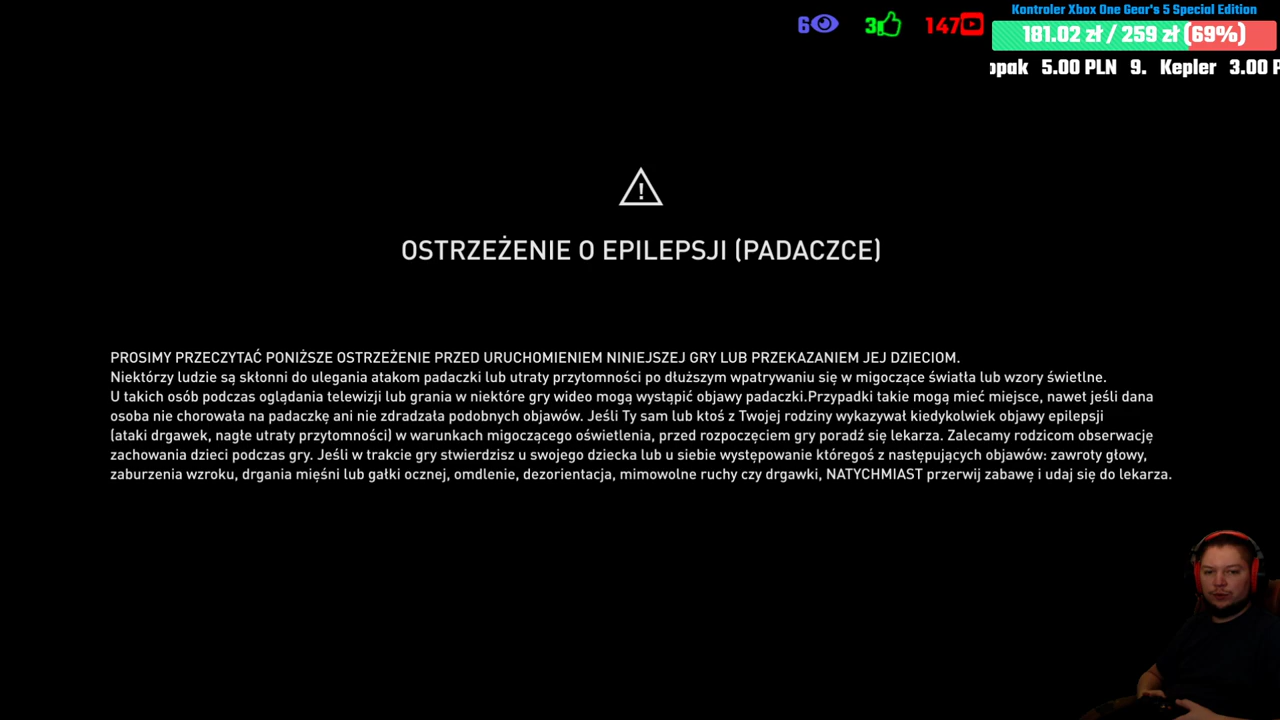 Kontroler Xbox One Gear's 5 Special Edition
6 3 147
181.02 zł / 259 zł (69%)
opak 5.00 PLN 9. Kepler 3.00 P
OSTRZEŻENIE O EPILEPSJI (PADACZCE)
PROSIMY PRZECZYTAĆ PONIŻSZE OSTRZEŻENIE PRZED URUCHOMIENIEM NINIEJSZEJ GRY LUB PRZEKAZANIEM JEJ DZIECIOM.
Niektórzy ludzie są skłonni do ulegania atakom padaczki lub utraty przytomności po dłuższym wpatrywaniu się w migoczące światła lub wzory świetlne.
U takich osób podczas oglądania telewizji lub grania w niektóre gry wideo mogą wystąpić objawy padaczki.Przypadki takie mogą mieć miejsce, nawet jeśli dana
osoba nie chorowała na padaczkę ani nie zdradzała podobnych objawów. Jeśli Ty sam lub ktoś z Twojej rodziny wykazywał kiedykolwiek objawy epilepsji
(ataki drgawek, nagłe utraty przytomności) w warunkach migoczącego oświetlenia, przed rozpoczęciem gry poradź się lekarza. Zalecamy rodzicom obserwację
zachowania dzieci podczas gry. Jeśli w trakcie gry stwierdzisz u swojego dziecka lub u siebie występowanie któregoś z następujących objawów: zawroty głowy,
zaburzenia wzroku, drgania mięśni lub gałki ocznej, omdlenie, dezorientacja, mimowolne ruchy czy drgawki, NATYCHMIAST przerwij zabawę i udaj się do lekarza.